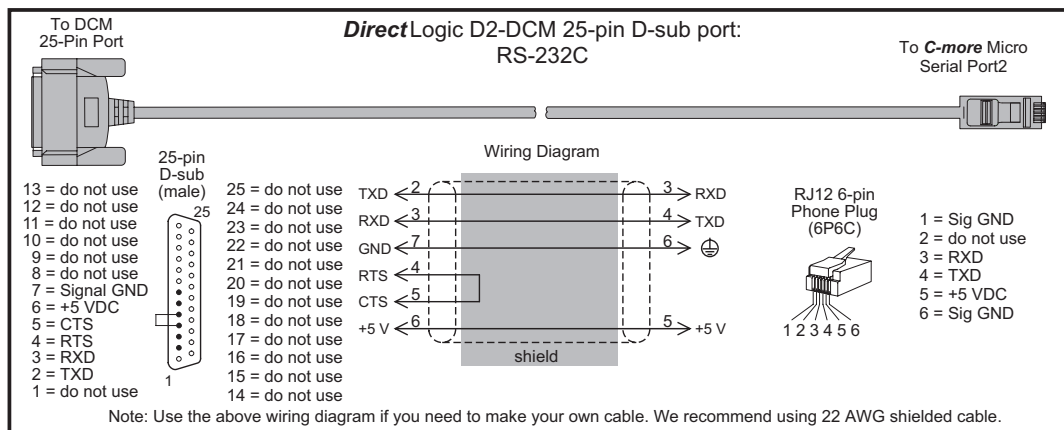 To DCM
25-Pin Port
DirectLogic D2-DCM 25-pin D-sub port:
RS-232C
To C-more Micro
Serial Port2
25-pin
D-sub
(male)
25
1
13 = do not use
12 = do not use
11 = do not use
10 = do not use
9 = do not use
8 = do not use
7 = Signal GND
6 = +5 VDC
5 = CTS
4 = RTS
3 = RXD
2 = TXD
1 = do not use
25 = do not use
24 = do not use
23 = do not use
22 = do not use
21 = do not use
20 = do not use
19 = do not use
18 = do not use
17 = do not use
16 = do not use
15 = do not use
14 = do not use
Wiring Diagram
TXD 2 3 RXD
RXD 3 4 TXD
GND 7 6
RTS 4
CTS 5
+5 V 6 5 +5 V
shield
RJ12 6-pin
Phone Plug
(6P6C)
1 2 3 4 5 6
1 = Sig GND
2 = do not use
3 = RXD
4 = TXD
5 = +5 VDC
6 = Sig GND
Note: Use the above wiring diagram if you need to make your own cable. We recommend using 22 AWG shielded cable.